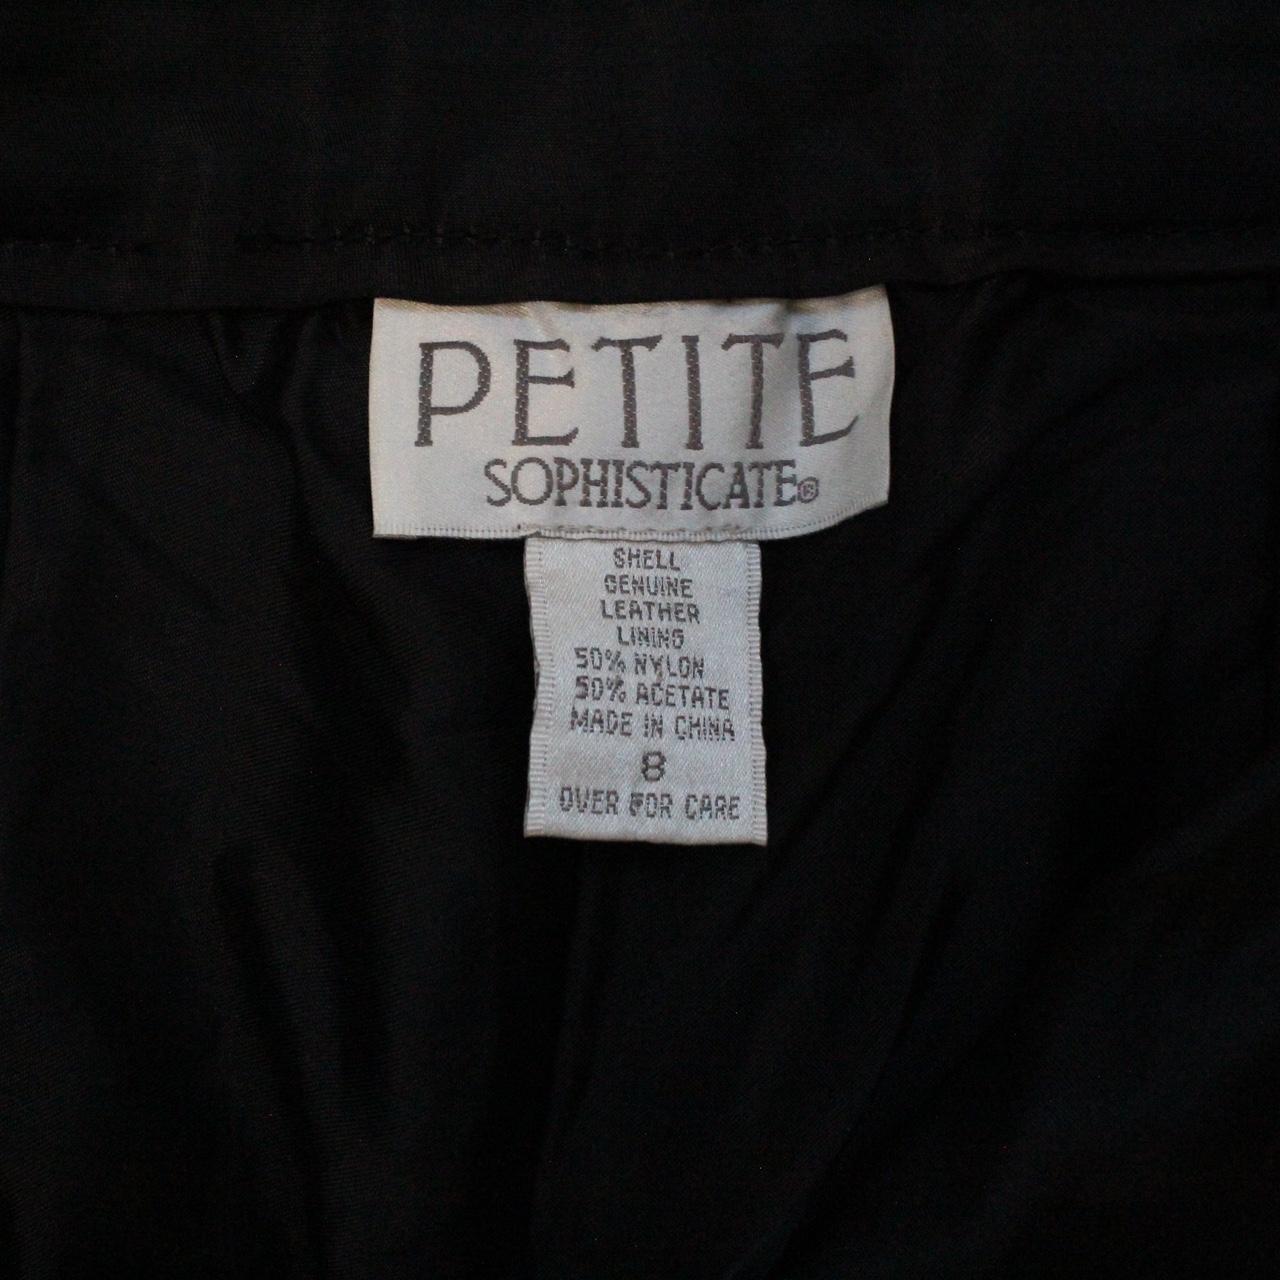 PETITE
SOPHISTICATE®
SHELL
GENUINE
LEATHER
LINING
50% NYLON
50% ACETATE
MADE IN CHINA
8
OVER FOR CARE